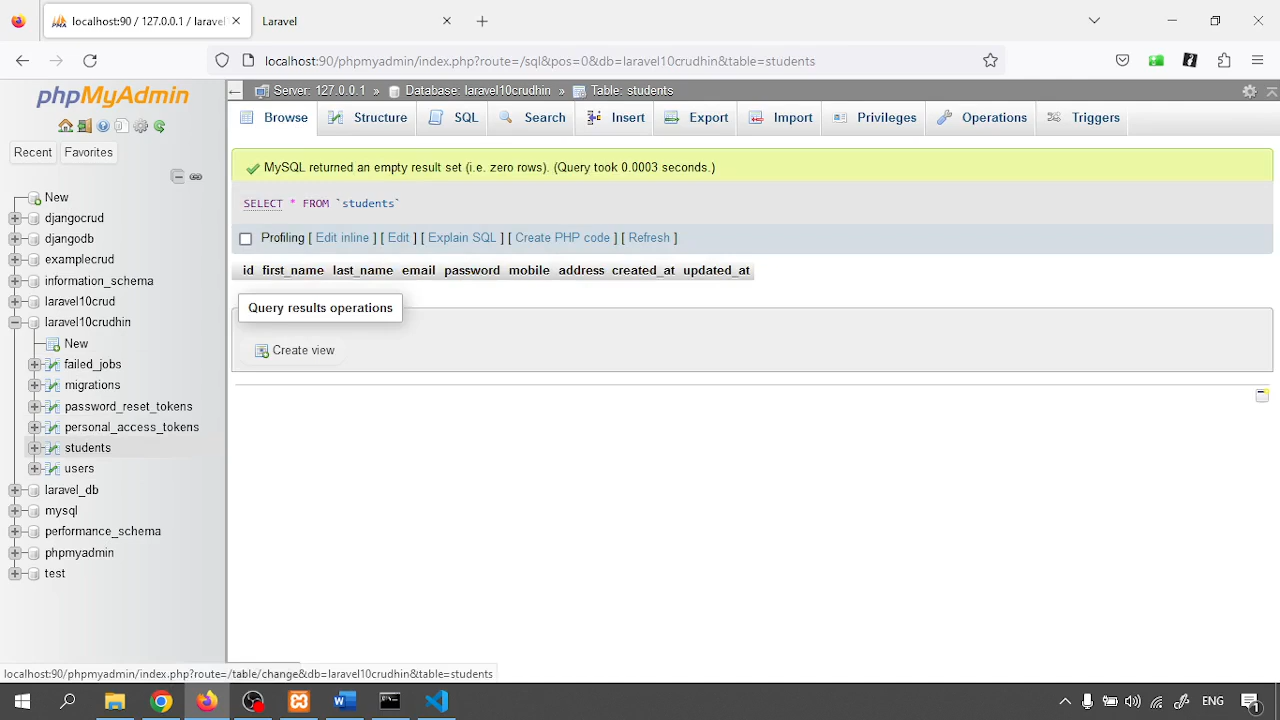 localhost:90 / 127.0.0.1 / laravel
Laravel
localhost:90/phpmyadmin/index.php?route=/sql&pos=0&db=laravel10crudhin&table=students
phpMyAdmin
Server: 127.0.0.1 » Database: laravel10crudhin » Table: students
Browse Structure SQL Search Insert Export Import Privileges Operations Triggers
Recent Favorites
New
djangocrud
djangodb
examplecrud
information_schema
laravel10crud
laravel10crudhin
New
failed_jobs
migrations
password_reset_tokens
personal_access_tokens
students
users
laravel_db
mysql
performance_schema
phpmyadmin
test
MySQL returned an empty result set (i.e. zero rows). (Query took 0.0003 seconds.)
SELECT * FROM `students`
Profiling [ Edit inline ] [ Edit ] [ Explain SQL ] [ Create PHP code ] [ Refresh ]
id first_name last_name email password mobile address created_at updated_at
Query results operations
Create view
localhost:90/phpmyadmin/index.php?route=/table/change&db=laravel10crudhin&table=students
ENG
1